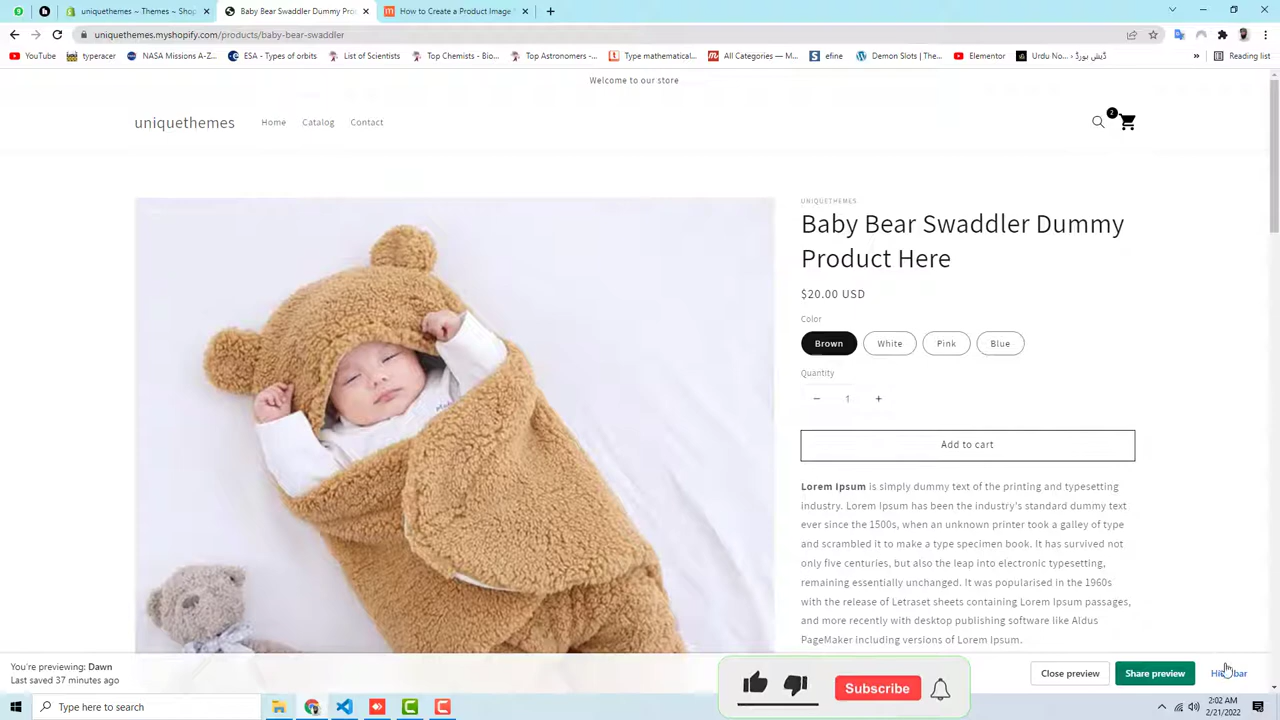 uniquethemes ~ Themes ~ Shop
Baby Bear Swaddler Dummy Pro
How to Create a Product Image
uniquethemes.myshopify.com/products/baby-bear-swaddler
YouTube
typeracer
NASA Missions A-Z...
ESA - Types of orbits
List of Scientists
Top Chemists - Bio...
Top Astronomers -...
Type mathematical...
All Categories — M...
efine
Demon Slots |•|
Elementor
Urdu No... › ڈیش بورڈ
»
Reading list
Welcome to our store
uniquethemes
Home
Catalog
Contact
2
UNIQUETHEMES
Baby Bear Swaddler Dummy
Product Here
$20.00 USD
Color
Brown
White
Pink
Blue
Quantity
− 1 +
Add to cart
Lorem Ipsum is simply dummy text of the printing and typesetting
industry. Lorem Ipsum has been the industry's standard dummy text
ever since the 1500s, when an unknown printer took a galley of type
and scrambled it to make a type specimen book. It has survived not
only five centuries, but also the leap into electronic typesetting,
remaining essentially unchanged. It was popularised in the 1960s
with the release of Letraset sheets containing Lorem Ipsum passages,
and more recently with desktop publishing software like Aldus
PageMaker including versions of Lorem Ipsum.
You're previewing: Dawn
Last saved 37 minutes ago
Subscribe
Close preview
Share preview
Type here to search
2:02 AM
2/21/2022